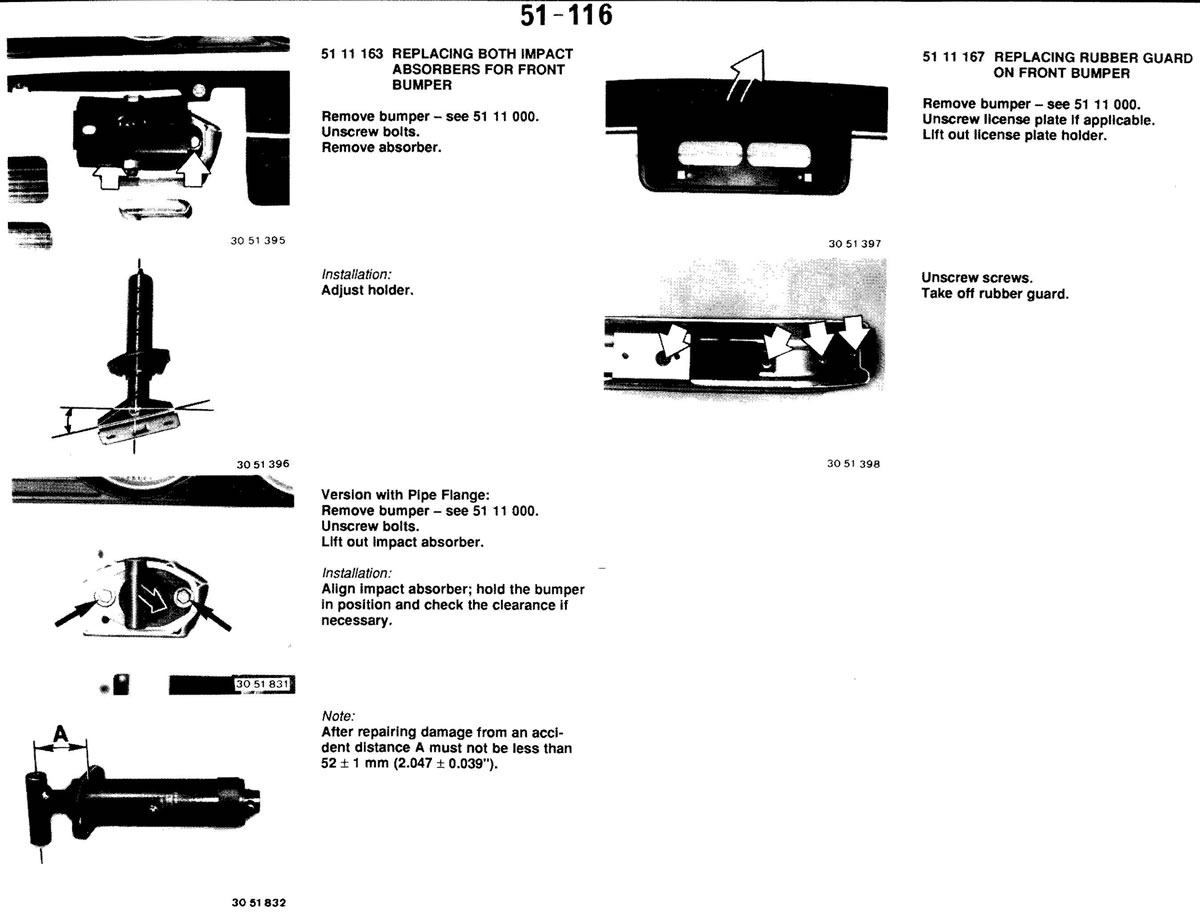 51-116
51 11 163 REPLACING BOTH IMPACT
ABSORBERS FOR FRONT
BUMPER
Remove bumper – see 51 11 000.
Unscrew bolts.
Remove absorber.
30 51 395
Installation:
Adjust holder.
30 51 396
Version with Pipe Flange:
Remove bumper – see 51 11 000.
Unscrew bolts.
Lift out impact absorber.
Installation:
Align impact absorber; hold the bumper
in position and check the clearance if
necessary.
30 51 831
Note:
After repairing damage from an acci-
dent distance A must not be less than
52 ± 1 mm (2.047 ± 0.039").
A
30 51 832
51 11 167 REPLACING RUBBER GUARD
ON FRONT BUMPER
Remove bumper – see 51 11 000.
Unscrew license plate if applicable.
Lift out license plate holder.
30 51 397
Unscrew screws.
Take off rubber guard.
30 51 398